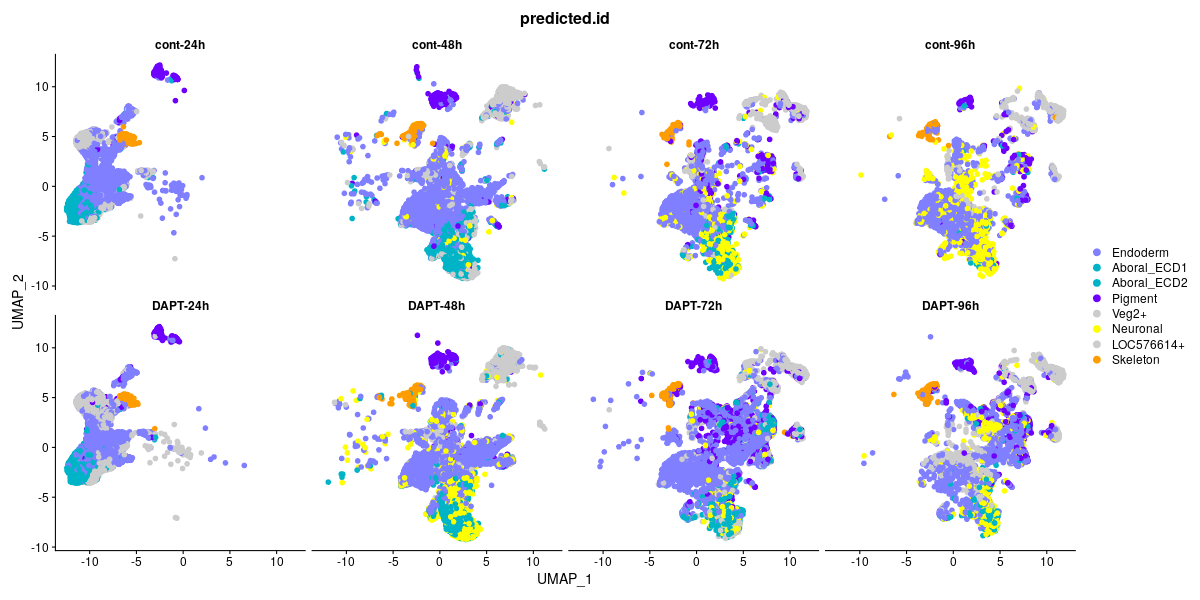 predicted.id
cont-24h cont-48h cont-72h cont-96h
10
5
0
-5
-10
DAPT-24h DAPT-48h DAPT-72h DAPT-96h
10
5
0
-5
-10
-10 -5 0 5 10 -10 -5 0 5 10 -10 -5 0 5 10 -10 -5 0 5 10
UMAP_1
UMAP_2
Endoderm
Aboral_ECD1
Aboral_ECD2
Pigment
Veg2+
Neuronal
LOC576614+
Skeleton